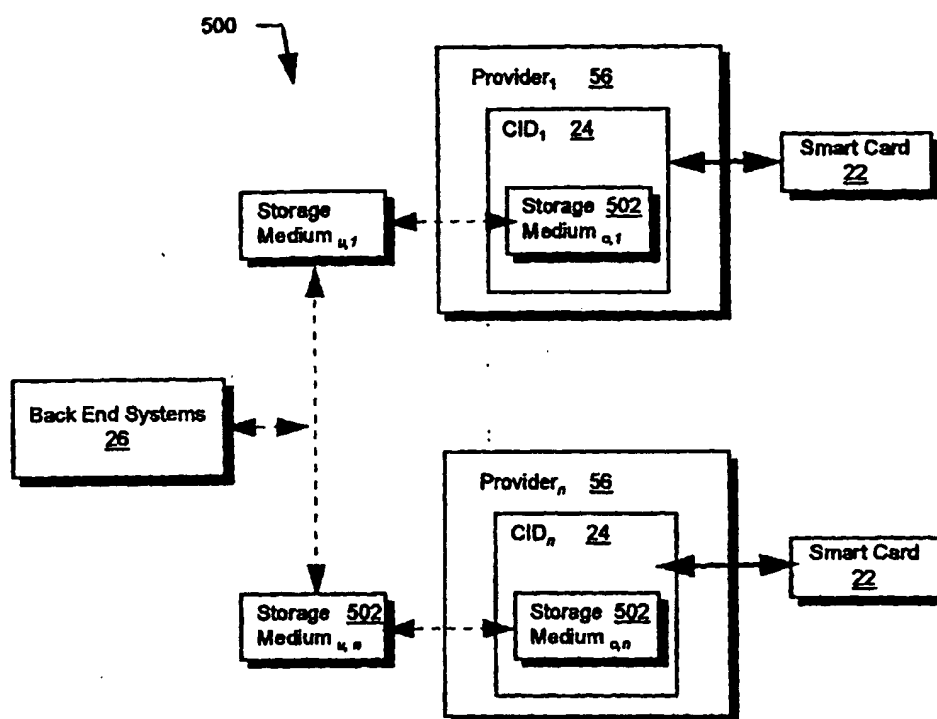 500
Provider1 56
CID1 24
Smart Card
22
Storage
Medium u,1
Storage 502
Medium o,1
Back End Systems
26
Providern 56
CIDn 24
Smart Card
22
Storage 502
Medium u,n
Storage 502
Medium o,n